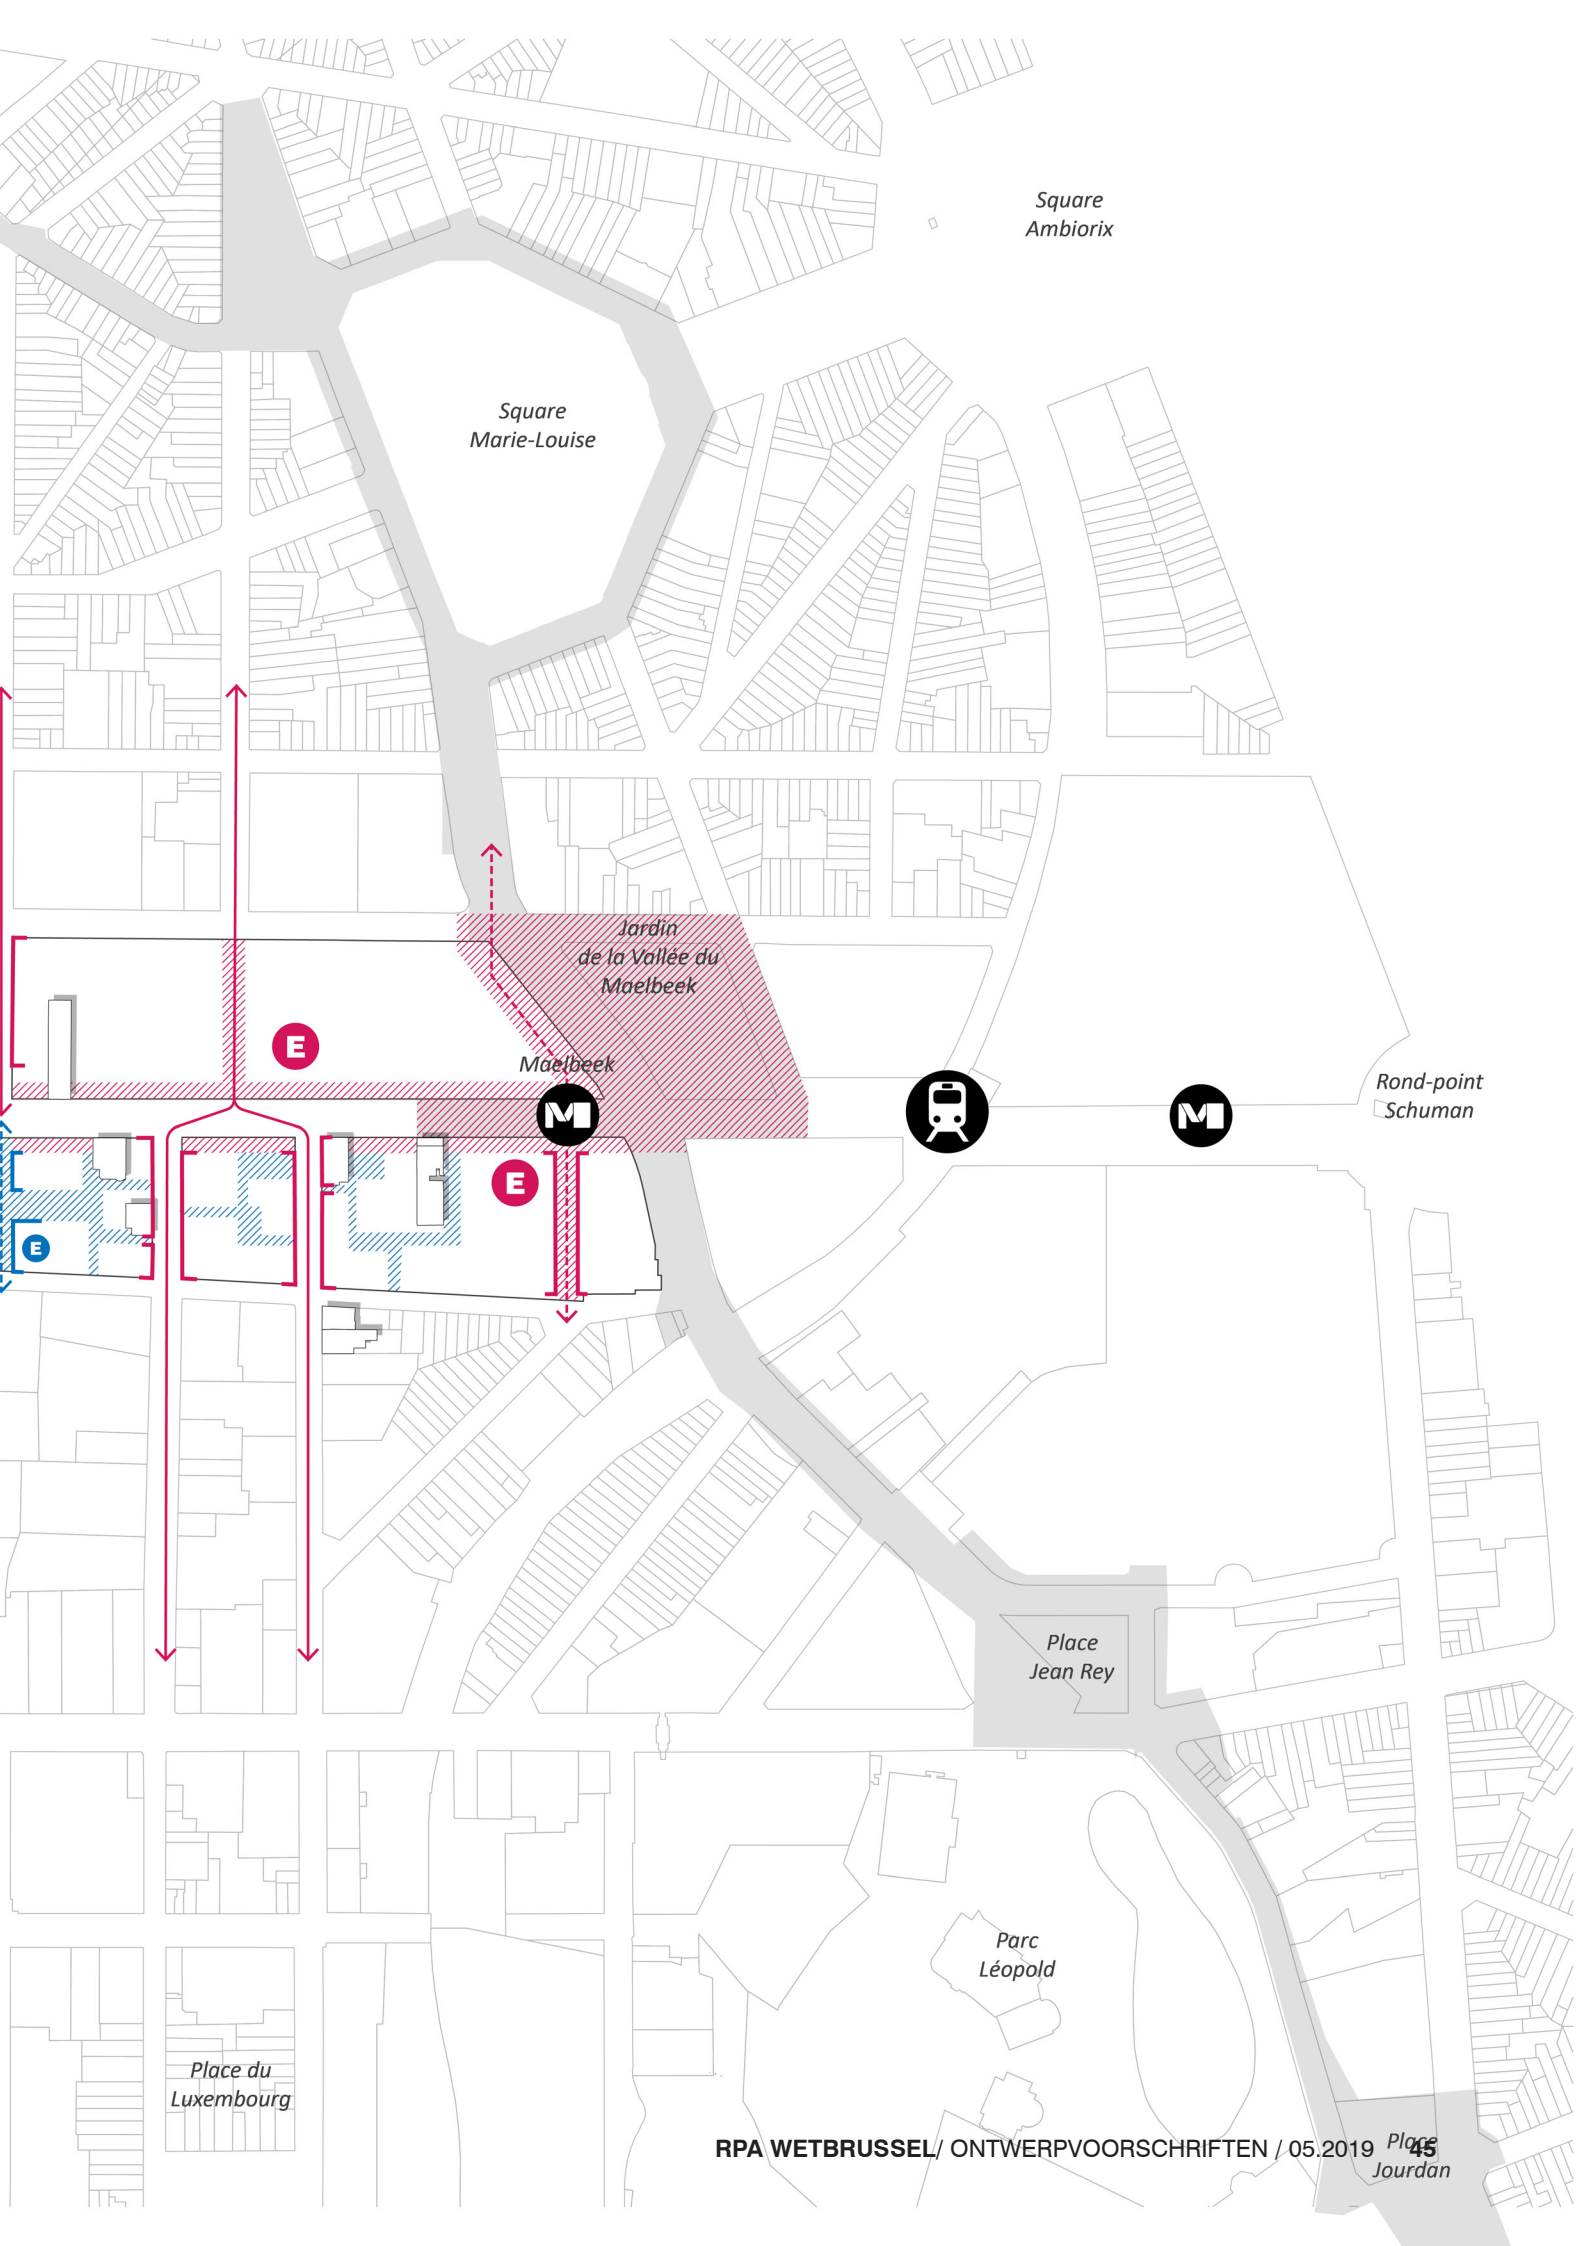 Square
Ambiorix
Square
Marie-Louise
Jardin
de la Vallée du
Maelbeek
E
Maelbeek
M
M
Rond-point
Schuman
E
E
Place
Jean Rey
Parc
Léopold
Place du
Luxembourg
RPA WETBRUSSEL/ ONTWERPVOORSCHRIFTEN / 05.2019 45
Place
Jourdan